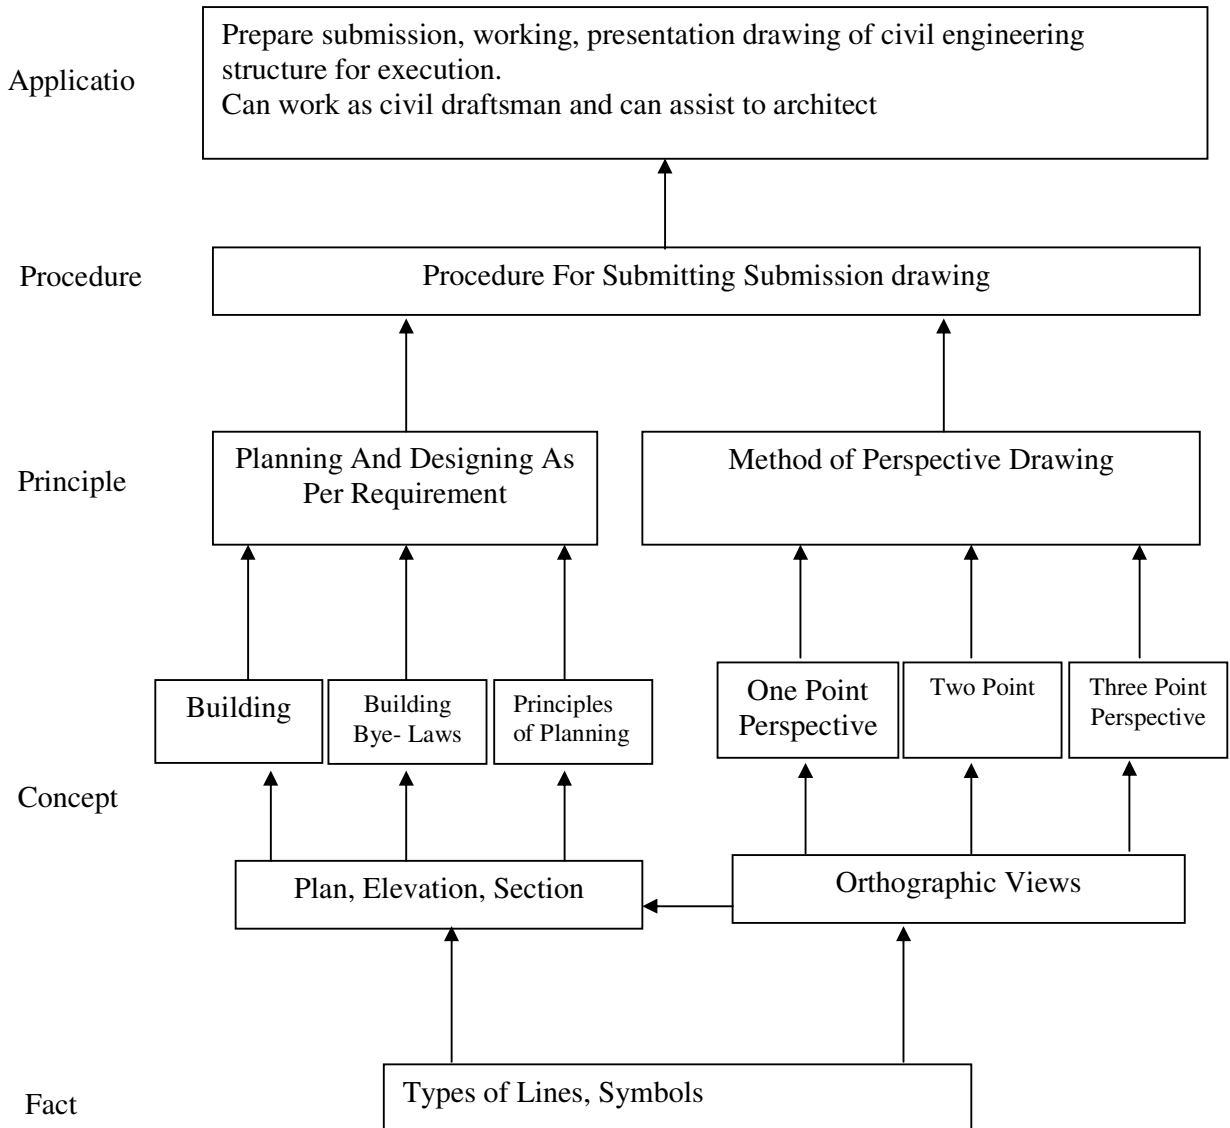 Prepare submission, working, presentation drawing of civil engineering
structure for execution.
Can work as civil draftsman and can assist to architect
Applicatio
Procedure
Procedure For Submitting Submission drawing
Principle
Planning And Designing As
Per Requirement
Method of Perspective Drawing
Building
Building
Bye- Laws
Principles
of Planning
One Point
Perspective
Two Point
Three Point
Perspective
Concept
Plan, Elevation, Section
Orthographic Views
Fact
Types of Lines, Symbols